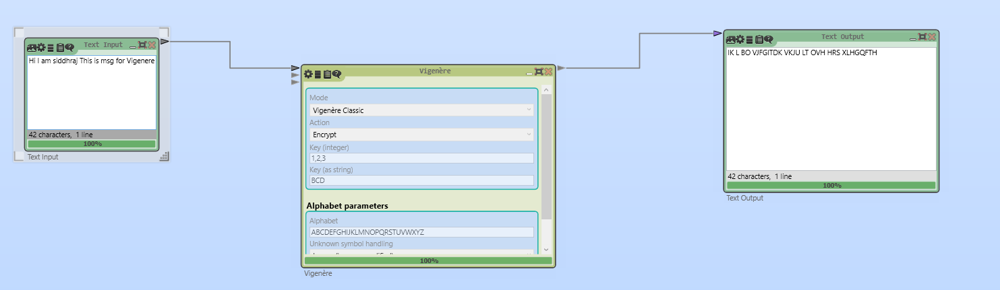 Text Input
Hi I am siddhraj This is msg for Vigenere
42 characters, 1 line
100%
Text Input
Vigenère
Mode
Vigenère Classic
Action
Encrypt
Key (integer)
1,2,3
Key (as string)
BCD
Alphabet parameters
Alphabet
ABCDEFGHIJKLMNOPQRSTUVWXYZ
Unknown symbol handling
100%
Vigenère
Text Output
IK L BO VJFGITDK VKJU LT OVH HRS XLHGQFTH
42 characters, 1 line
100%
Text Output